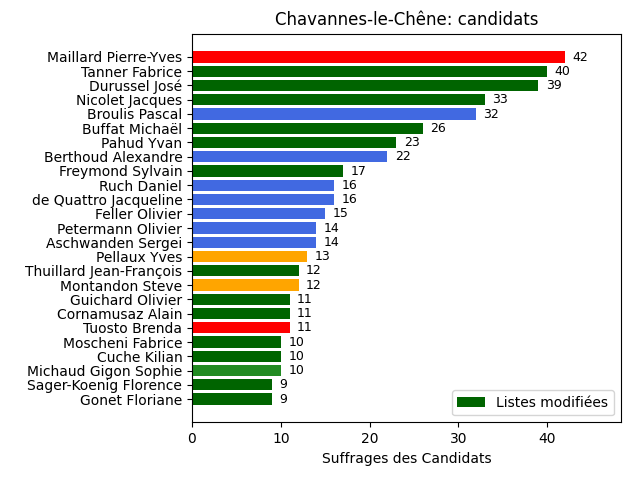 Chavannes-le-Chêne: candidats
Maillard Pierre-Yves 42
Tanner Fabrice 40
Durussel José 39
Nicolet Jacques 33
Broulis Pascal 32
Buffat Michaël 26
Pahud Yvan 23
Berthoud Alexandre 22
Freymond Sylvain 17
Ruch Daniel 16
de Quattro Jacqueline 16
Feller Olivier 15
Petermann Olivier 14
Aschwanden Sergei 14
Pellaux Yves 13
Thuillard Jean-François 12
Montandon Steve 12
Guichard Olivier 11
Cornamusaz Alain 11
Tuosto Brenda 11
Moscheni Fabrice 10
Cuche Kilian 10
Michaud Gigon Sophie 10
Sager-Koenig Florence 9
Gonet Floriane 9
Listes modifiées
0 10 20 30 40
Suffrages des Candidats